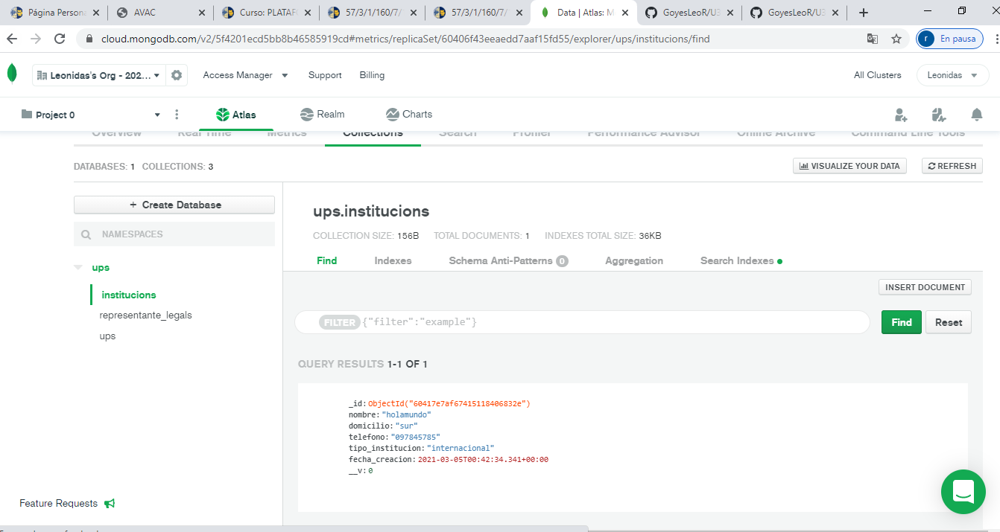 Página Persona
AVAC
Curso: PLATAF
57/3/1/160/7/
57/3/1/160/7/
Data | Atlas: M
GoyesLeoR/U3
GoyesLeoR/U3
cloud.mongodb.com/v2/5f4201ecd5bb8b46585919cd#metrics/replicaSet/60406f43eeaedd7aaf15fd55/explorer/ups/institucions/find
r
En pausa
Leonidas's Org - 202...
Access Manager
Support
Billing
All Clusters
Leonidas
Project 0
Atlas
Realm
Charts
Overview
Real Time
Metrics
Collections
Search
Profiler
Performance Advisor
Online Archive
Command Line Tools
DATABASES: 1 COLLECTIONS: 3
VISUALIZE YOUR DATA
REFRESH
+ Create Database
NAMESPACES
ups
institucions
representante_legals
ups
Feature Requests
ups.institucions
COLLECTION SIZE: 156B TOTAL DOCUMENTS: 1 INDEXES TOTAL SIZE: 36KB
Find
Indexes
Schema Anti-Patterns 0
Aggregation
Search Indexes
INSERT DOCUMENT
FILTER {"filter":"example"}
Find
Reset
QUERY RESULTS 1-1 OF 1
_id: ObjectId("60417e7af67415118406832e")
nombre: "holamundo"
domicilio: "sur"
telefono: "097845785"
tipo_institucion: "internacional"
fecha_creacion: 2021-03-05T00:42:34.341+00:00
__v: 0